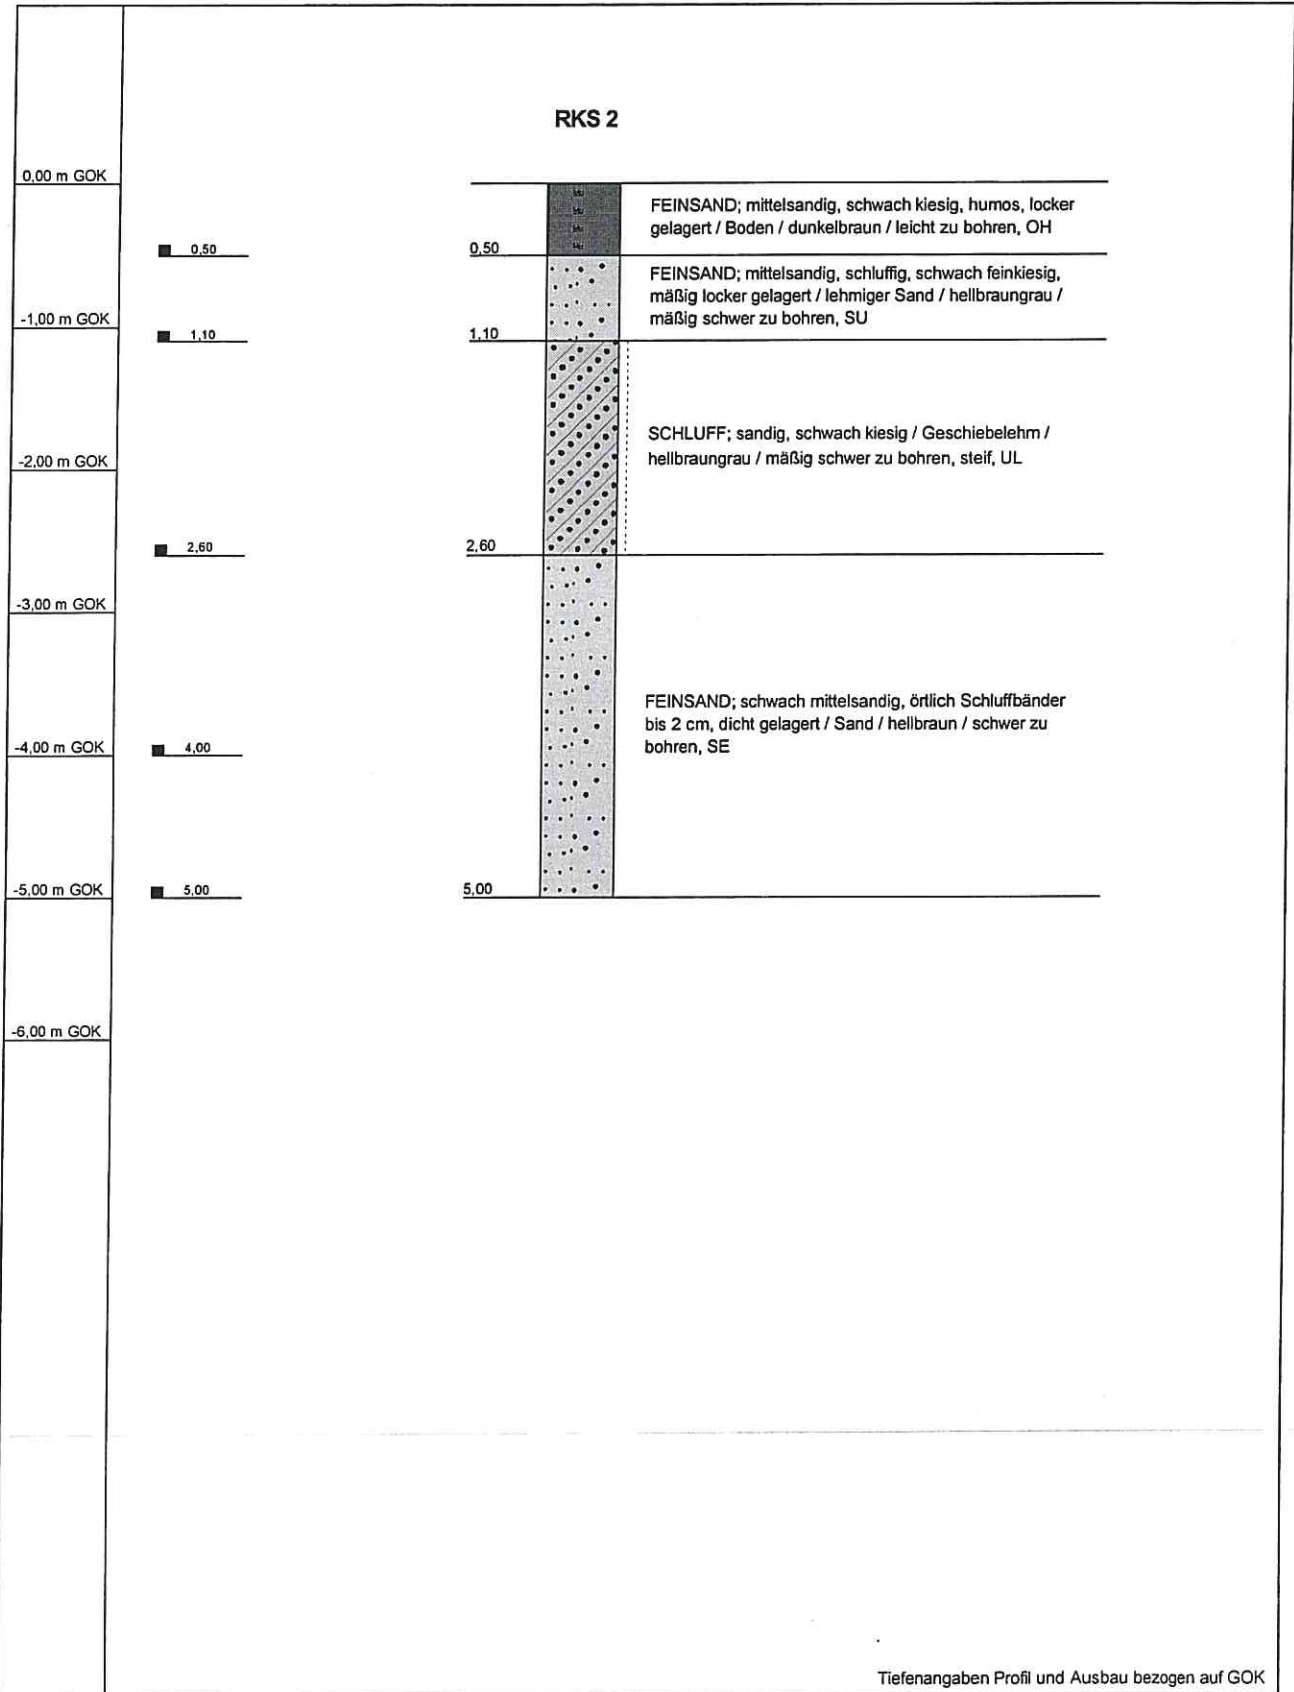 RKS 2
0,00 m GOK
FEINSAND; mittelsandig, schwach kiesig, humos, locker
gelagert / Boden / dunkelbraun / leicht zu bohren, OH
0,50
0,50
FEINSAND; mittelsandig, schluffig, schwach feinkiesig,
mäßig locker gelagert / lehmiger Sand / hellbraungrau /
mäßig schwer zu bohren, SU
-1,00 m GOK
1,10
1,10
SCHLUFF; sandig, schwach kiesig / Geschiebelehm /
hellbraungrau / mäßig schwer zu bohren, steif, UL
-2,00 m GOK
2,60
2,60
-3,00 m GOK
FEINSAND; schwach mittelsandig, örtlich Schluffbänder
bis 2 cm, dicht gelagert / Sand / hellbraun / schwer zu
bohren, SE
-4,00 m GOK
4,00
-5,00 m GOK
5,00
5,00
-6,00 m GOK
Tiefenangaben Profil und Ausbau bezogen auf GOK